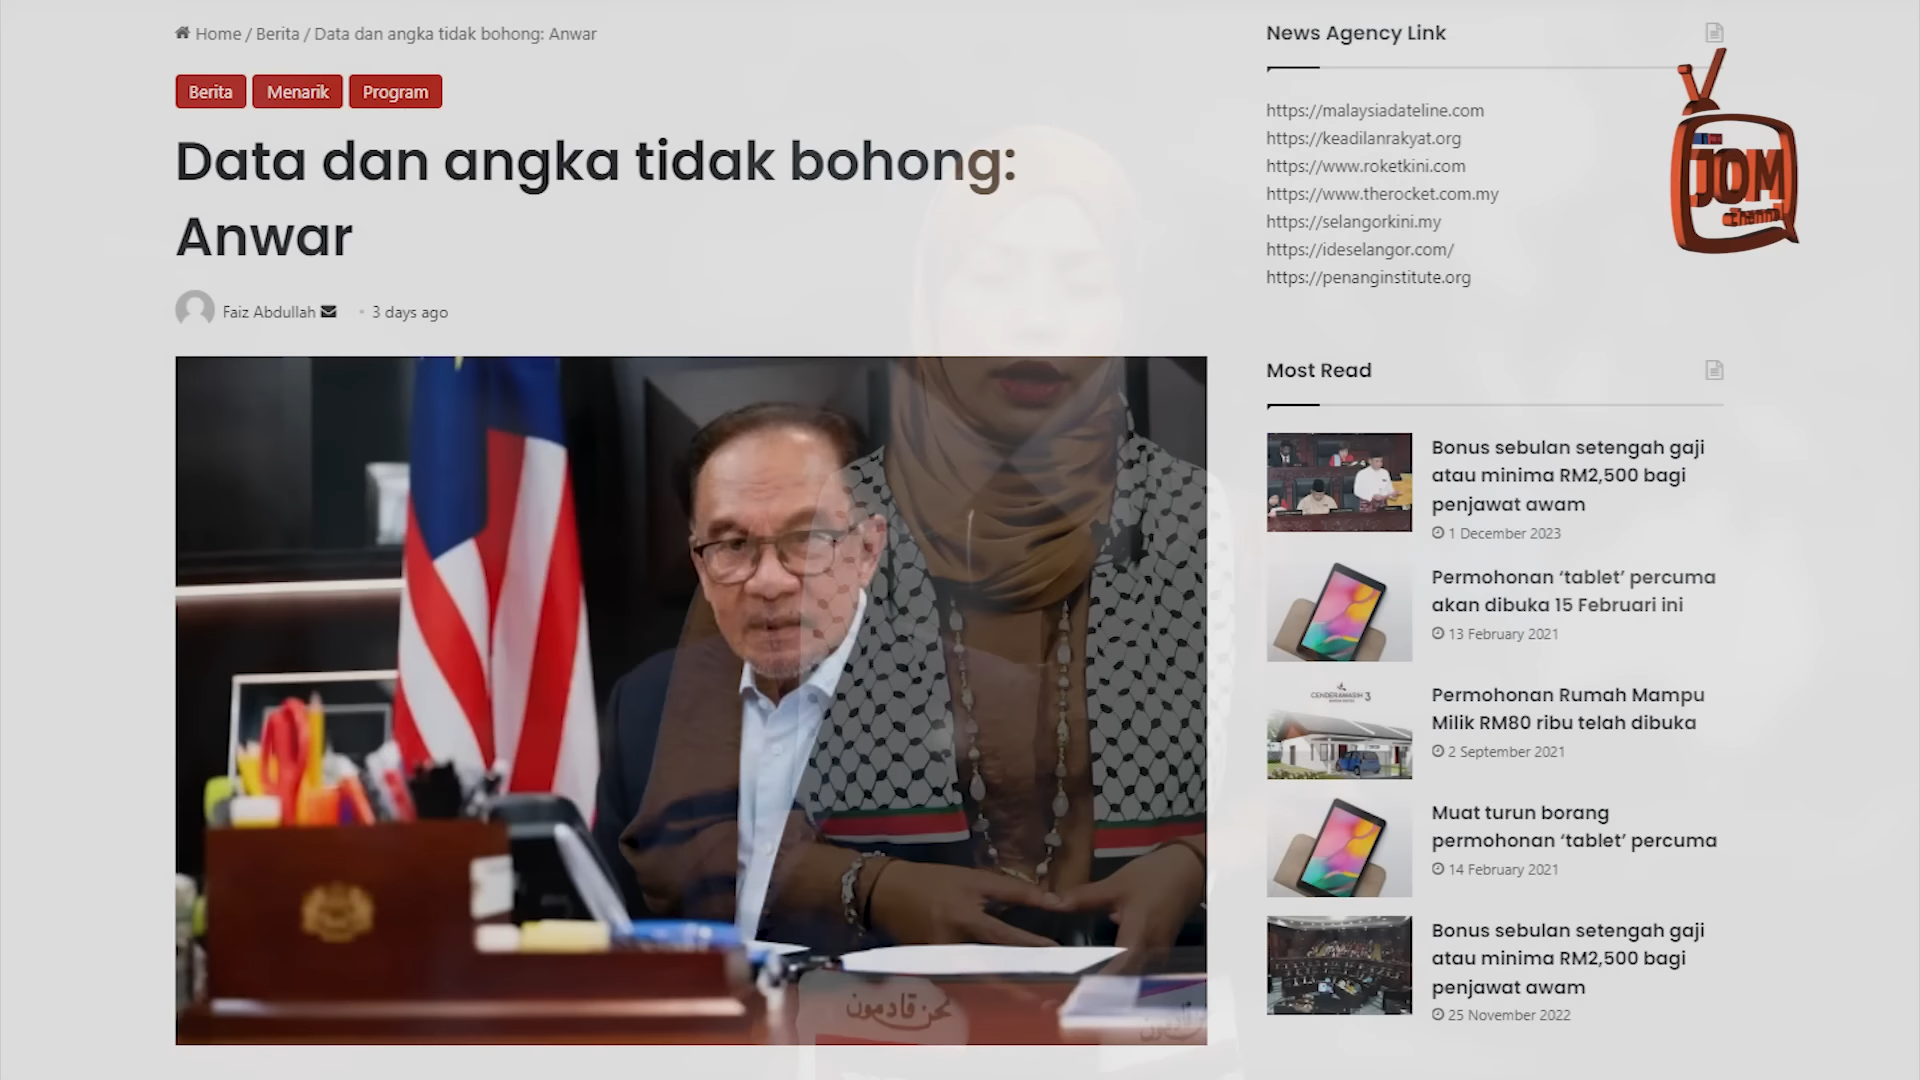 Home / Berita / Data dan angka tidak bohong: Anwar
Berita
Menarik
Program
Data dan angka tidak bohong:
Anwar
Faiz Abdullah
3 days ago
News Agency Link
https://malaysiadateline.com
https://keadilanrakyat.org
https://www.roketkini.com
https://www.therocket.com.my
https://selangorkini.my
https://ideselangor.com/
https://penanginstitute.org
JOM
Channel
Most Read
Bonus sebulan setengah gaji
atau minima RM2,500 bagi
penjawat awam
1 December 2023
Permohonan ‘tablet’ percuma
akan dibuka 15 Februari ini
13 February 2021
CENDERAWASIH 3
Permohonan Rumah Mampu
Milik RM80 ribu telah dibuka
2 September 2021
Muat turun borang
permohonan ‘tablet’ percuma
14 February 2021
Bonus sebulan setengah gaji
atau minima RM2,500 bagi
penjawat awam
25 November 2022
نحن قادمون